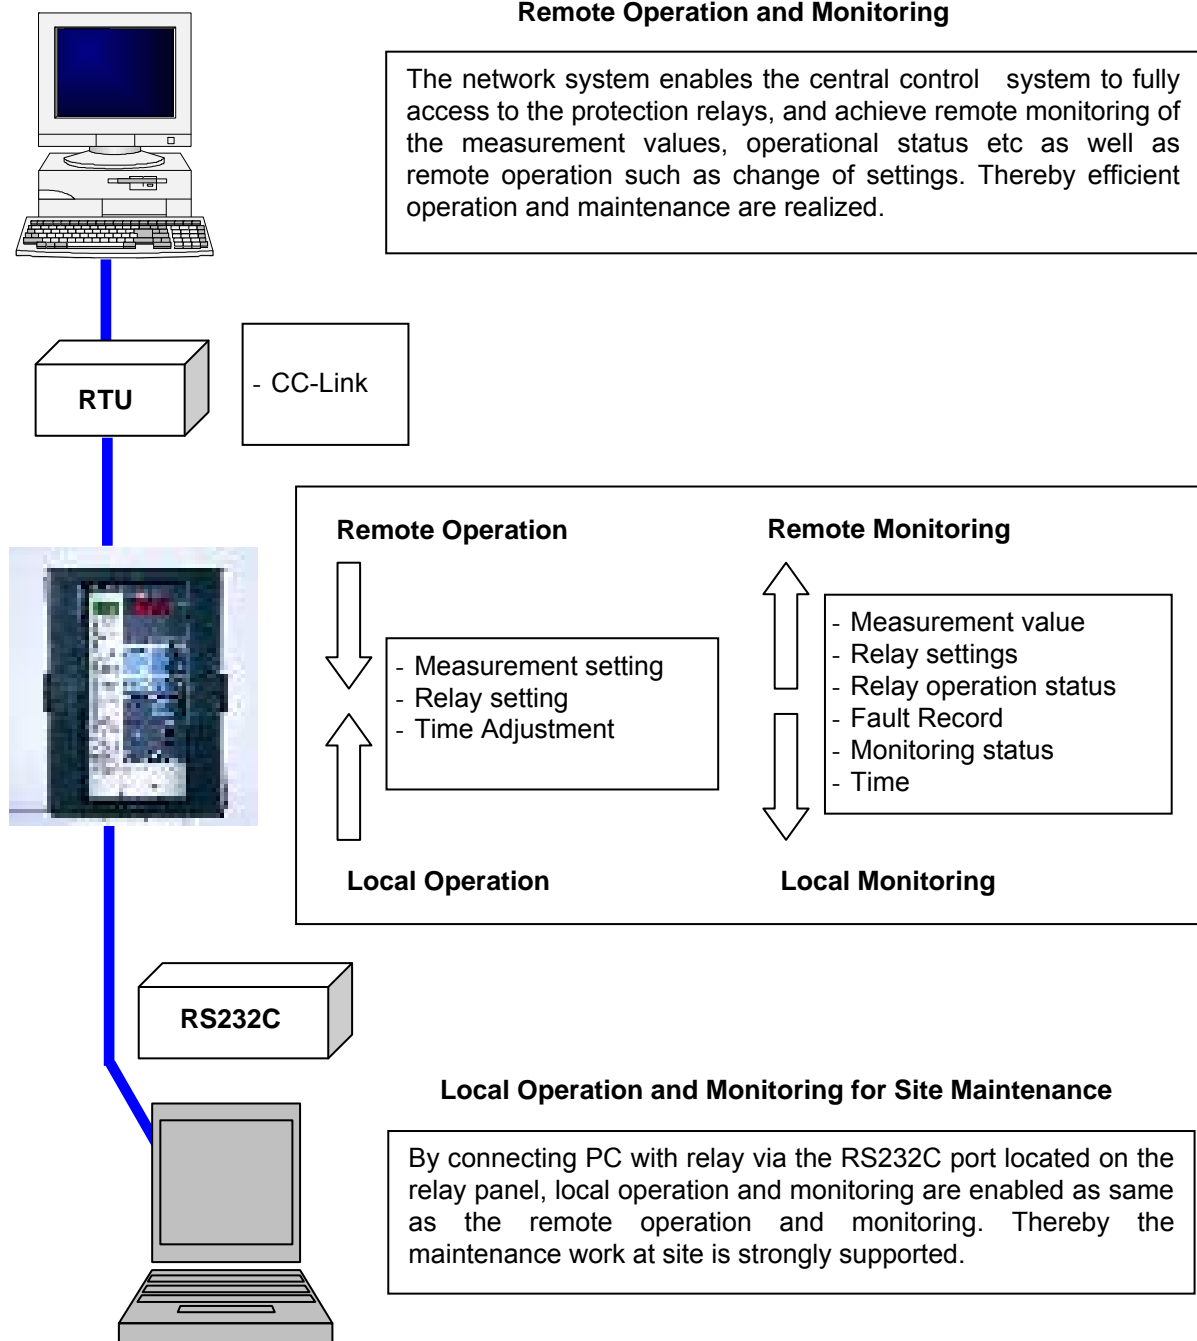 Remote Operation and Monitoring
The network system enables the central control system to fully
access to the protection relays, and achieve remote monitoring of
the measurement values, operational status etc as well as
remote operation such as change of settings. Thereby efficient
operation and maintenance are realized.
RTU
- CC-Link
Remote Operation
Remote Monitoring
- Measurement setting
- Relay setting
- Time Adjustment
- Measurement value
- Relay settings
- Relay operation status
- Fault Record
- Monitoring status
- Time
Local Operation
Local Monitoring
RS232C
Local Operation and Monitoring for Site Maintenance
By connecting PC with relay via the RS232C port located on the
relay panel, local operation and monitoring are enabled as same
as the remote operation and monitoring. Thereby the
maintenance work at site is strongly supported.